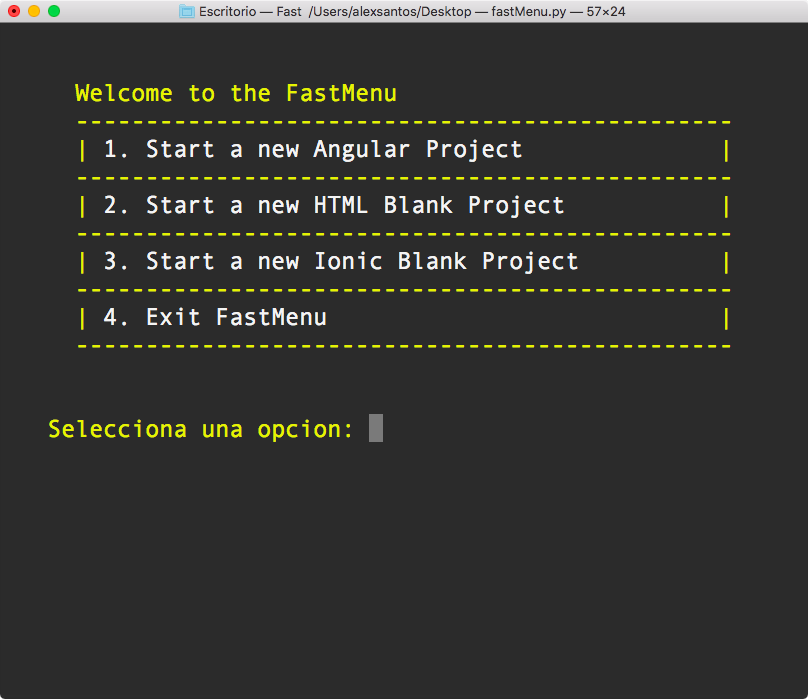 Escritorio — Fast /Users/alexsantos/Desktop — fastMenu.py — 57×24
Welcome to the FastMenu
-----------------------------------------------
| 1. Start a new Angular Project |
-----------------------------------------------
| 2. Start a new HTML Blank Project |
-----------------------------------------------
| 3. Start a new Ionic Blank Project |
-----------------------------------------------
| 4. Exit FastMenu |
-----------------------------------------------
Selecciona una opcion: